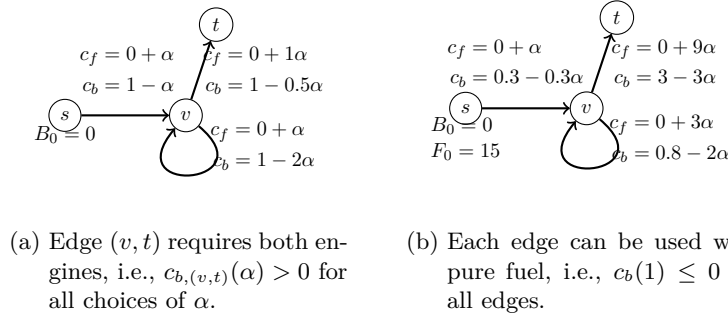 t
c_f = 0 + α
c_f = 0 + 1α
c_b = 1 − α
c_b = 1 − 0.5α
s
v
B_0 = 0
c_f = 0 + α
c_b = 1 − 2α
(a) Edge (v, t) requires both en-
gines, i.e., c_{b,(v,t)}(α) > 0 for
all choices of α.
t
c_f = 0 + α
c_f = 0 + 9α
c_b = 0.3 − 0.3α
c_b = 3 − 3α
s
v
B_0 = 0
F_0 = 15
c_f = 0 + 3α
c_b = 0.8 − 2α
(b) Each edge can be used w
pure fuel, i.e., c_b(1) ≤ 0
all edges.